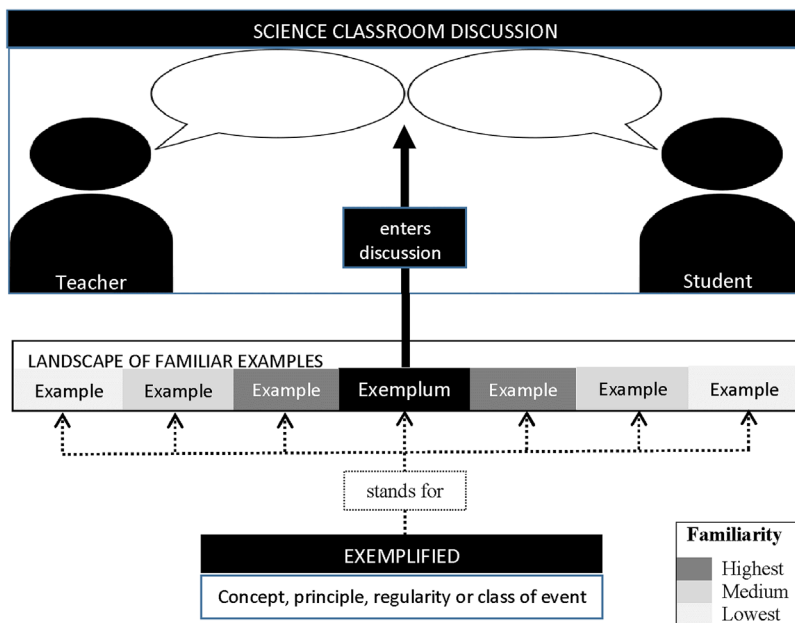 SCIENCE CLASSROOM DISCUSSION
enters
discussion
Teacher
Student
LANDSCAPE OF FAMILIAR EXAMPLES
Example Example Example Exemplum Example Example Example
stands for
EXEMPLIFIED
Concept, principle, regularity or class of event
Familiarity
Highest
Medium
Lowest